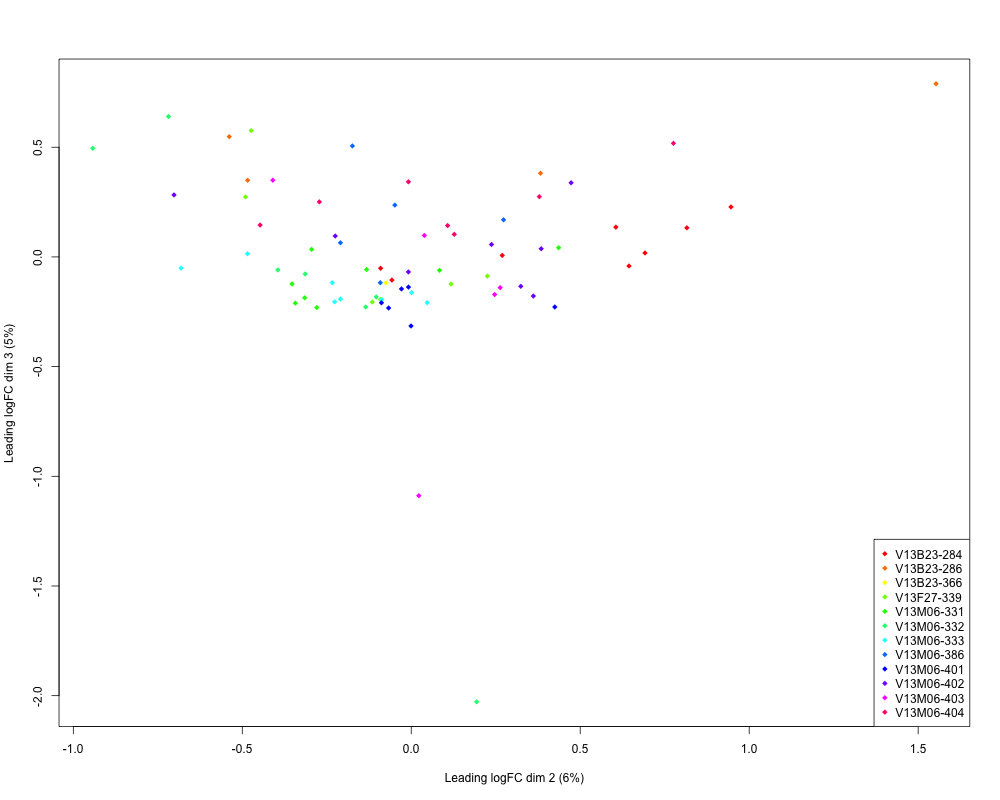 0.5
0.0
-0.5
-1.0
-1.5
-2.0
Leading logFC dim 3 (5%)
V13B23-284
V13B23-286
V13B23-366
V13F27-339
V13M06-331
V13M06-332
V13M06-333
V13M06-386
V13M06-401
V13M06-402
V13M06-403
V13M06-404
-1.0 -0.5 0.0 0.5 1.0 1.5
Leading logFC dim 2 (6%)